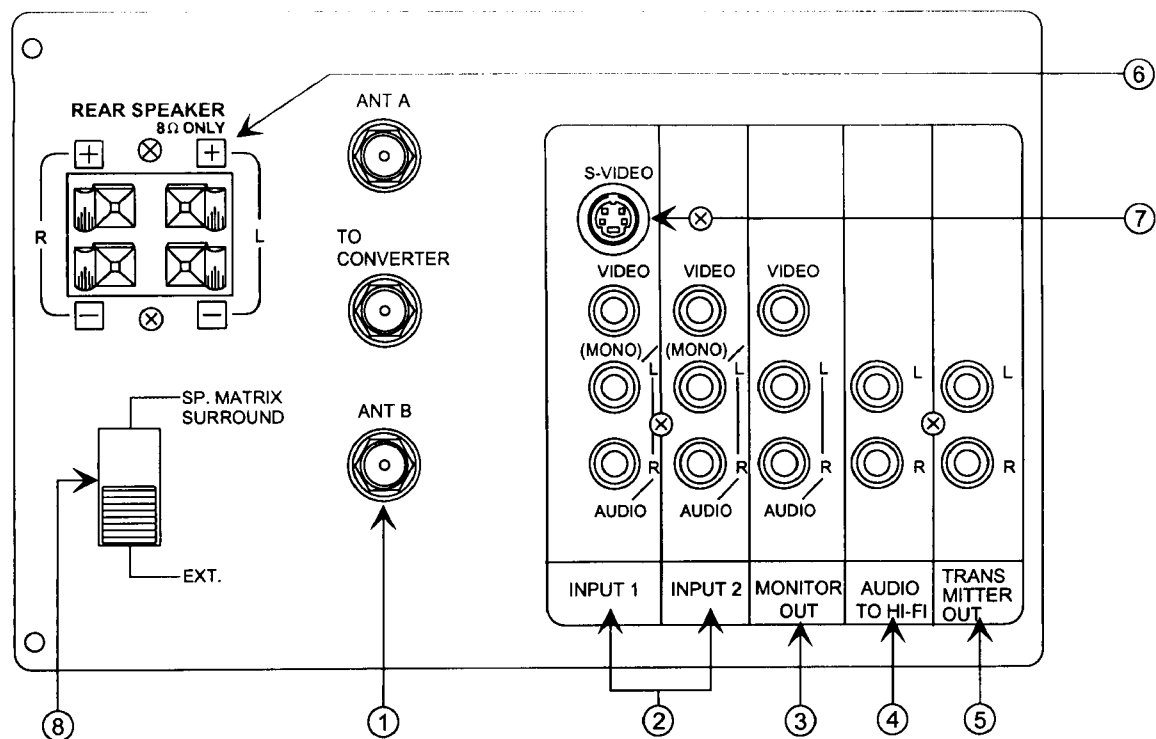 REAR SPEAKER
8Ω ONLY
+
+
R
L
−
−
SP. MATRIX
SURROUND
EXT.
ANT A
TO
CONVERTER
ANT B
S-VIDEO
VIDEO
VIDEO
VIDEO
(MONO)
(MONO)
L
L
L
L
L
R
R
R
R
R
AUDIO
AUDIO
AUDIO
INPUT 1
INPUT 2
MONITOR
OUT
AUDIO
TO HI-FI
TRANS
MITTER
OUT
6
7
8
1
2
3
4
5